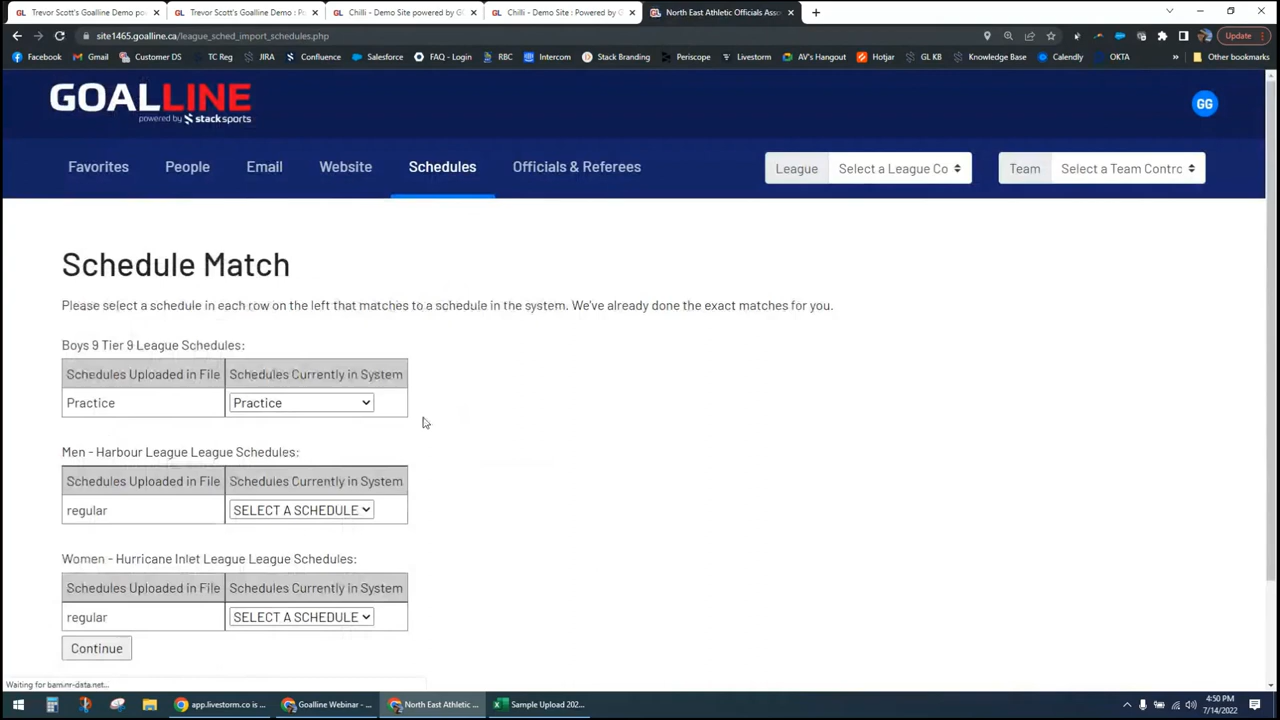 Trevor Scott's Goalline Demo po
Trevor Scott's Goalline Demo : P
Chilli - Demo Site powered by GO
Chilli - Demo Site : Powered by G
North East Athletic Officials Asso
site1465.goalline.ca/league_sched_import_schedules.php
Update
Facebook
Gmail
Customer DS
TC Reg
JIRA
Confluence
Salesforce
FAQ - Login
RBC
Intercom
Stack Branding
Periscope
Livestorm
AV's Hangout
Hotjar
GL KB
Knowledge Base
Calendly
OKTA
Other bookmarks
GOALLINE
powered by stacksports
GG
Favorites
People
Email
Website
Schedules
Officials & Referees
League
Select a League Co
Team
Select a Team Contro
Schedule Match
Please select a schedule in each row on the left that matches to a schedule in the system. We've already done the exact matches for you.
Boys 9 Tier 9 League Schedules:
Schedules Uploaded in File
Schedules Currently in System
Practice
Practice
Men - Harbour League League Schedules:
Schedules Uploaded in File
Schedules Currently in System
regular
SELECT A SCHEDULE
Women - Hurricane Inlet League League Schedules:
Schedules Uploaded in File
Schedules Currently in System
regular
SELECT A SCHEDULE
Continue
Waiting for bam.nr-data.net...
app.livestorm.co is ...
Goalline Webinar - ...
North East Athletic ...
Sample Upload 202...
4:50 PM
7/14/2022